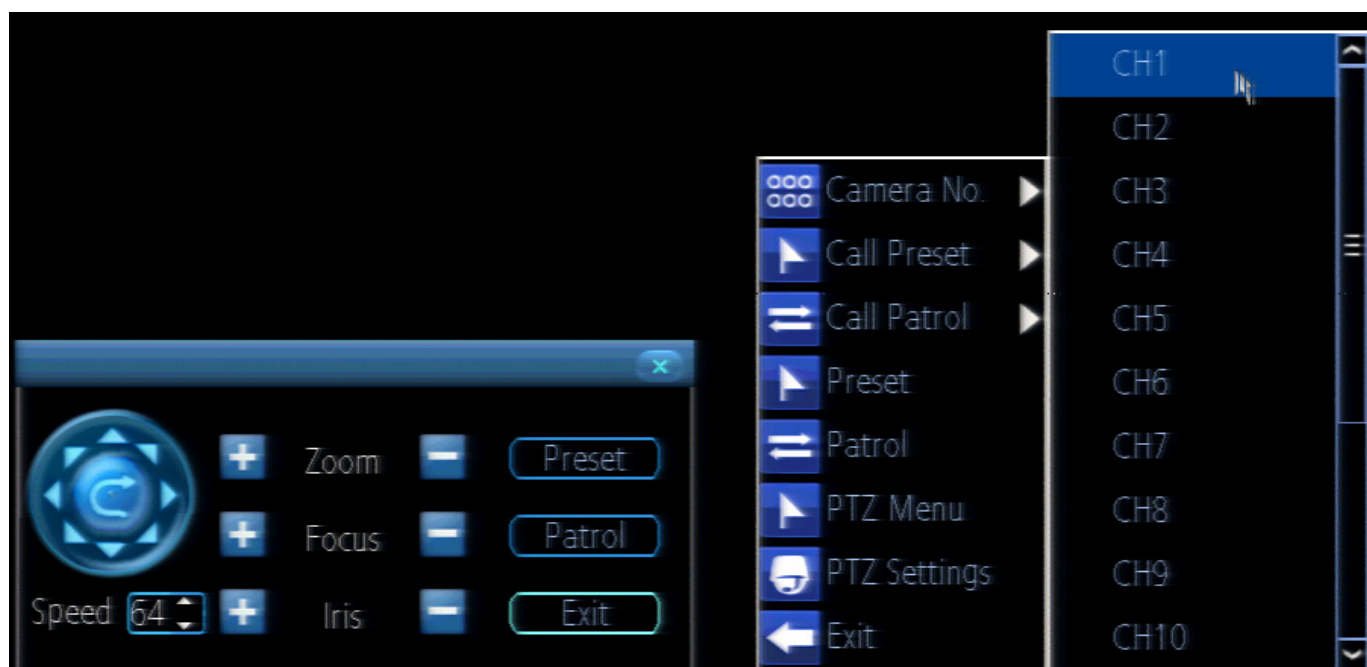 Zoom
Preset
Focus
Patrol
Speed 64
Iris
Exit
Camera No.
Call Preset
Call Patrol
Preset
Patrol
PTZ Menu
PTZ Settings
Exit
CH1
CH2
CH3
CH4
CH5
CH6
CH7
CH8
CH9
CH10